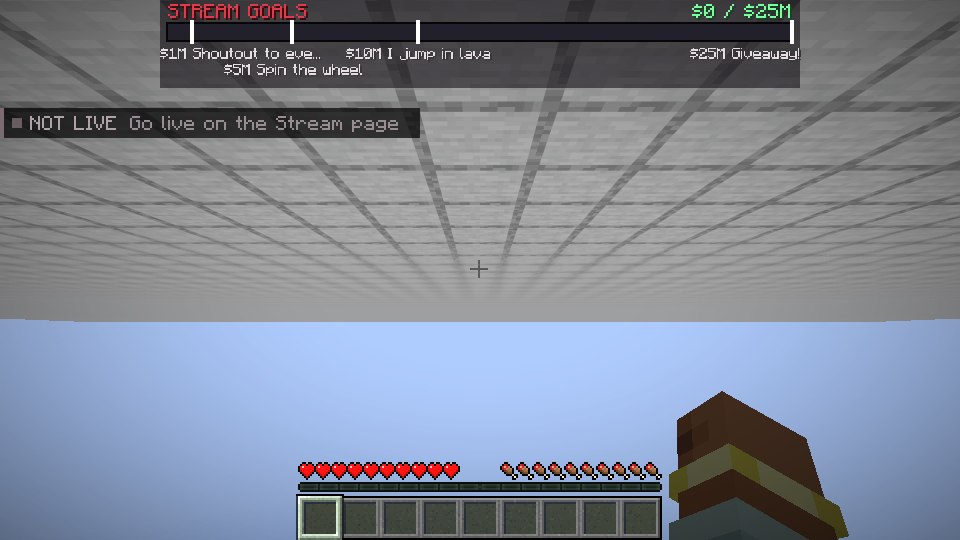 STREAM GOALS $0 / $25M
$1M Shoutout to eve... $10M I jump in lava $25M Giveaway!
$5M Spin the wheel
NOT LIVE Go live on the Stream page